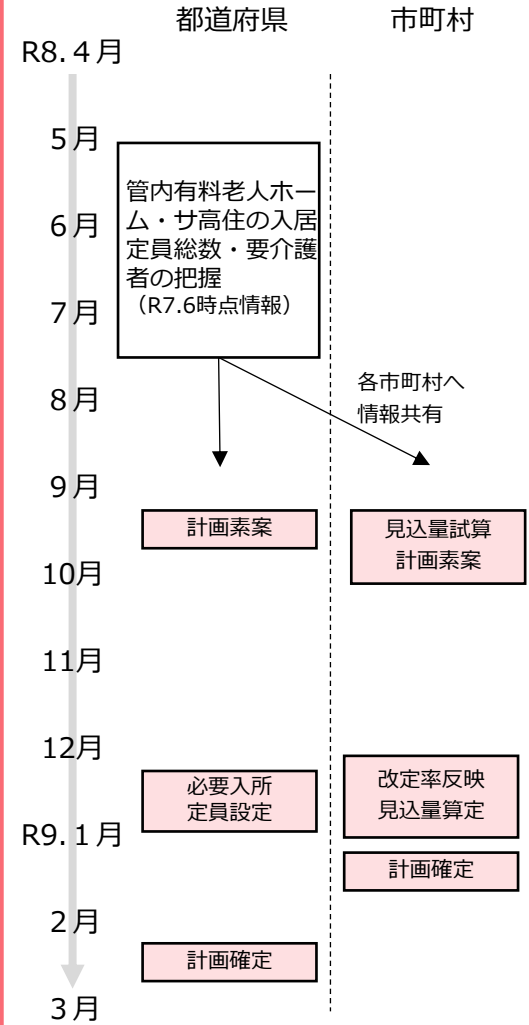 都道府県
市町村
R8.４月
5月
管内有料老人ホー
ム・サ高住の入居
定員総数・要介護
者の把握
（R7.6時点情報）
6月
7月
8月
各市町村へ
情報共有
9月
計画素案
見込量試算
計画素案
10月
11月
12月
必要入所
定員設定
改定率反映
見込量算定
R9.１月
計画確定
2月
計画確定
3月